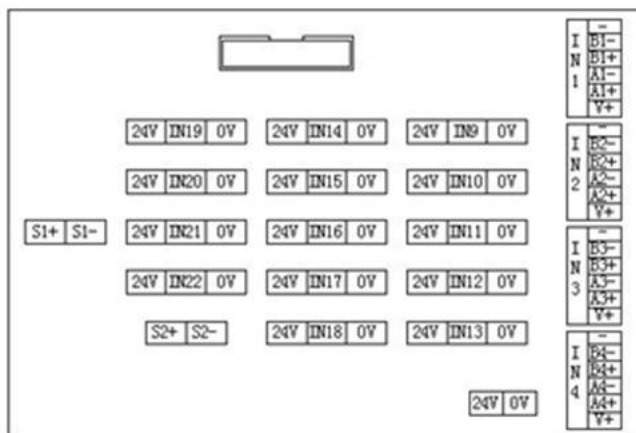 24V IN19 0V
24V IN14 0V
24V IN9 0V
24V IN20 0V
24V IN15 0V
24V IN10 0V
S1+ S1-
24V IN21 0V
24V IN16 0V
24V IN11 0V
24V IN22 0V
24V IN17 0V
24V IN12 0V
S2+ S2-
24V IN18 0V
24V IN13 0V
24V 0V
IN1
-
B1-
B1+
A1-
A1+
V+
IN2
-
B2-
B2+
A2-
A2+
V+
IN3
-
B3-
B3+
A3-
A3+
V+
IN4
-
B4-
B4+
A4-
A4+
V+